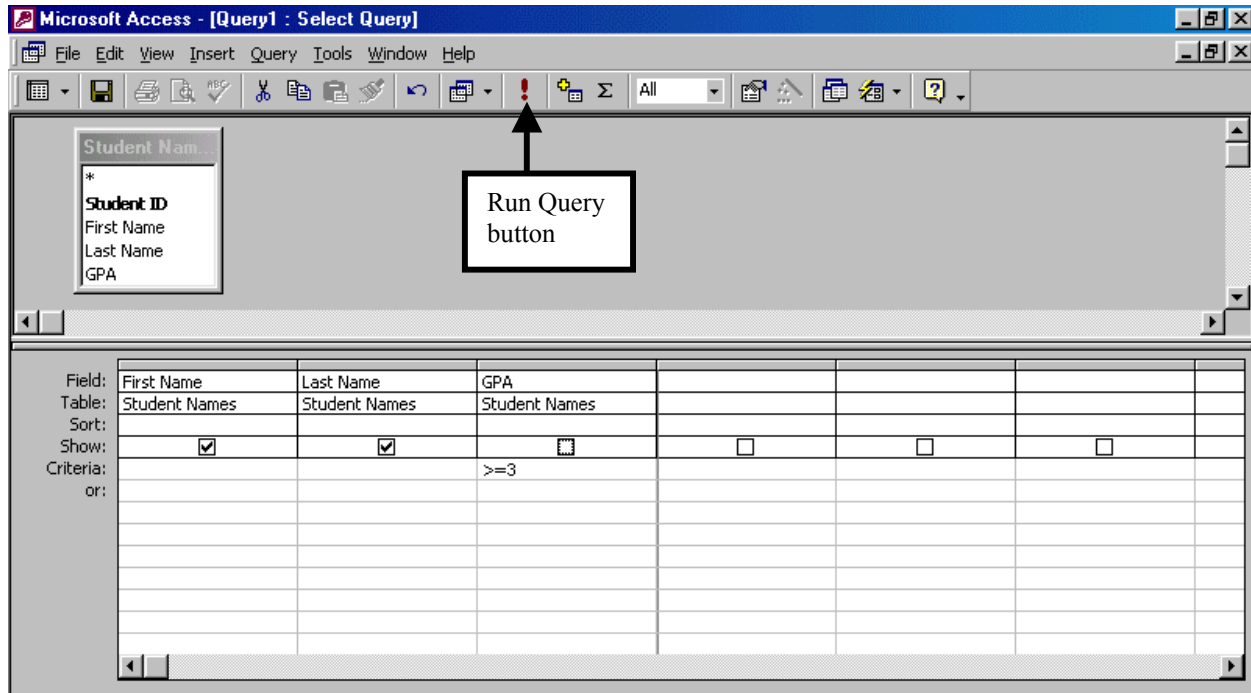 Microsoft Access - [Query1 : Select Query]
File Edit View Insert Query Tools Window Help
ABC Σ All
Student Nam...
*
Student ID
First Name
Last Name
GPA
Run Query
button
Field: First Name Last Name GPA
Table: Student Names Student Names Student Names
Sort:
Show:
Criteria: >=3
or: